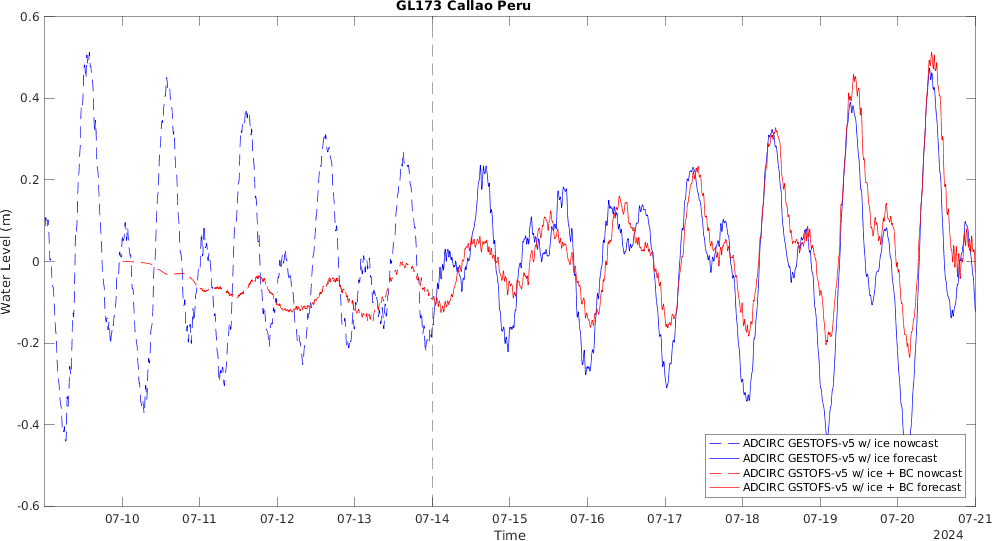 GL173 Callao Peru
0.6
0.4
0.2
0
-0.2
-0.4
-0.6
Water Level (m)
ADCIRC GESTOFS-v5 w/ ice nowcast
ADCIRC GESTOFS-v5 w/ ice forecast
ADCIRC GSTOFS-v5 w/ ice + BC nowcast
ADCIRC GSTOFS-v5 w/ ice + BC forecast
07-10 07-11 07-12 07-13 07-14 07-15 07-16 07-17 07-18 07-19 07-20 07-21
Time
2024